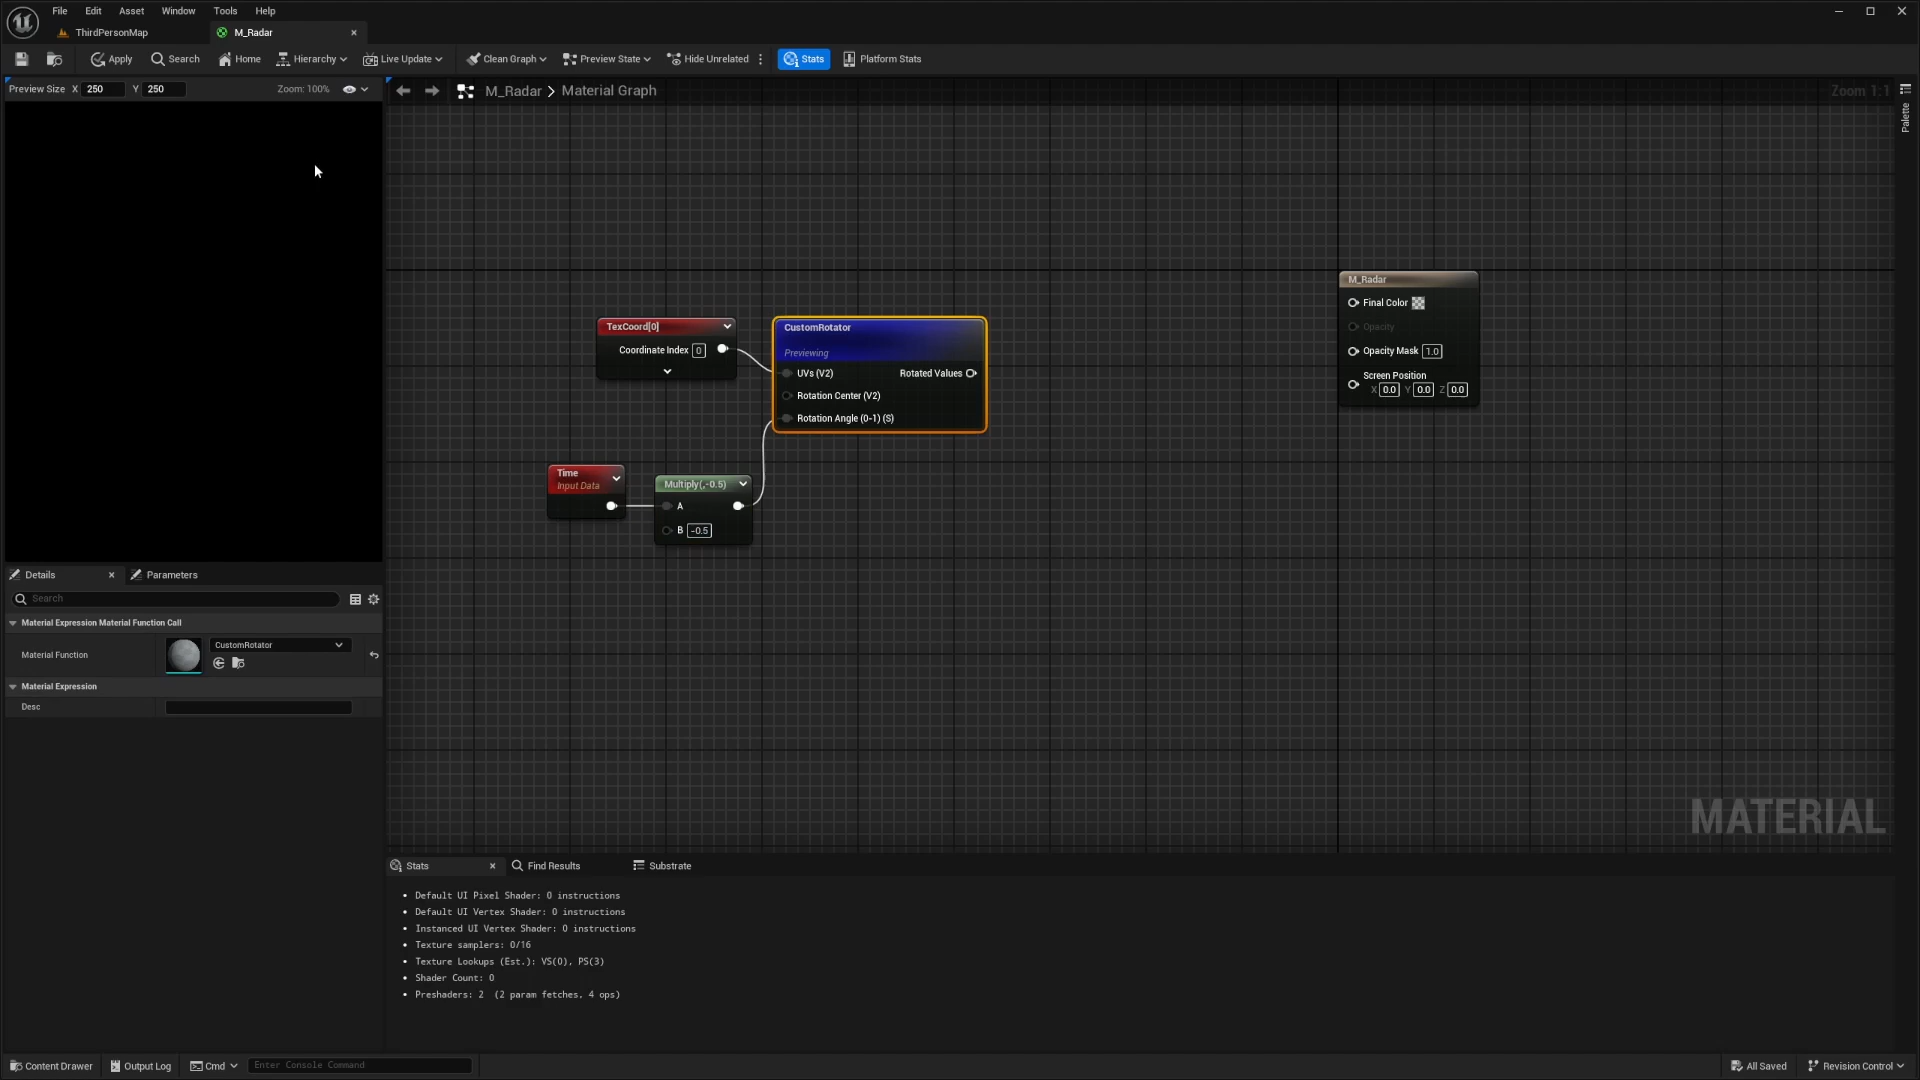 File Edit Asset Window Tools Help
ThirdPersonMap M_Radar
Apply Search Home Hierarchy Live Update Clean Graph Preview State Hide Unrelated Stats Platform Stats
Preview Size X 250 Y 250 Zoom: 100%
M_Radar > Material Graph
Zoom 1:1
Palette
M_Radar
Final Color
Opacity
Opacity Mask 1.0
Screen Position
X 0.0 Y 0.0 Z 0.0
TexCoord[0]
Coordinate Index 0
CustomRotator
Previewing
UVs (V2) Rotated Values
Rotation Center (V2)
Rotation Angle (0-1) (S)
Time
Input Data
Multiply(,-0.5)
A
B -0.5
MATERIAL
Details Parameters
Search
Material Expression Material Function Call
Material Function CustomRotator
Material Expression
Desc
Stats Find Results Substrate
• Default UI Pixel Shader: 0 instructions
• Default UI Vertex Shader: 0 instructions
• Instanced UI Vertex Shader: 0 instructions
• Texture samplers: 0/16
• Texture Lookups (Est.): VS(0), PS(3)
• Shader Count: 0
• Preshaders: 2 (2 param fetches, 4 ops)
Content Drawer Output Log Cmd Enter Console Command All Saved Revision Control